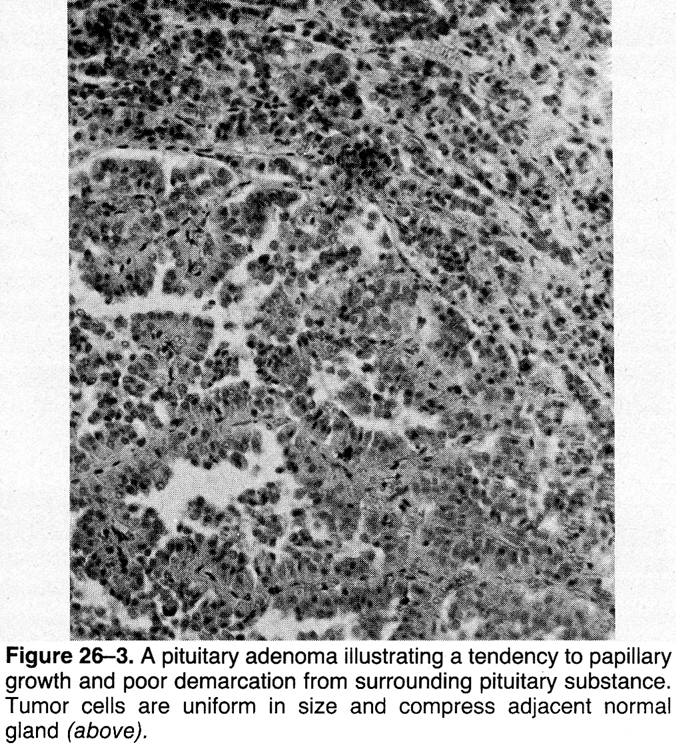 Figure 26–3. A pituitary adenoma illustrating a tendency to papillary
growth and poor demarcation from surrounding pituitary substance.
Tumor cells are uniform in size and compress adjacent normal
gland (above).